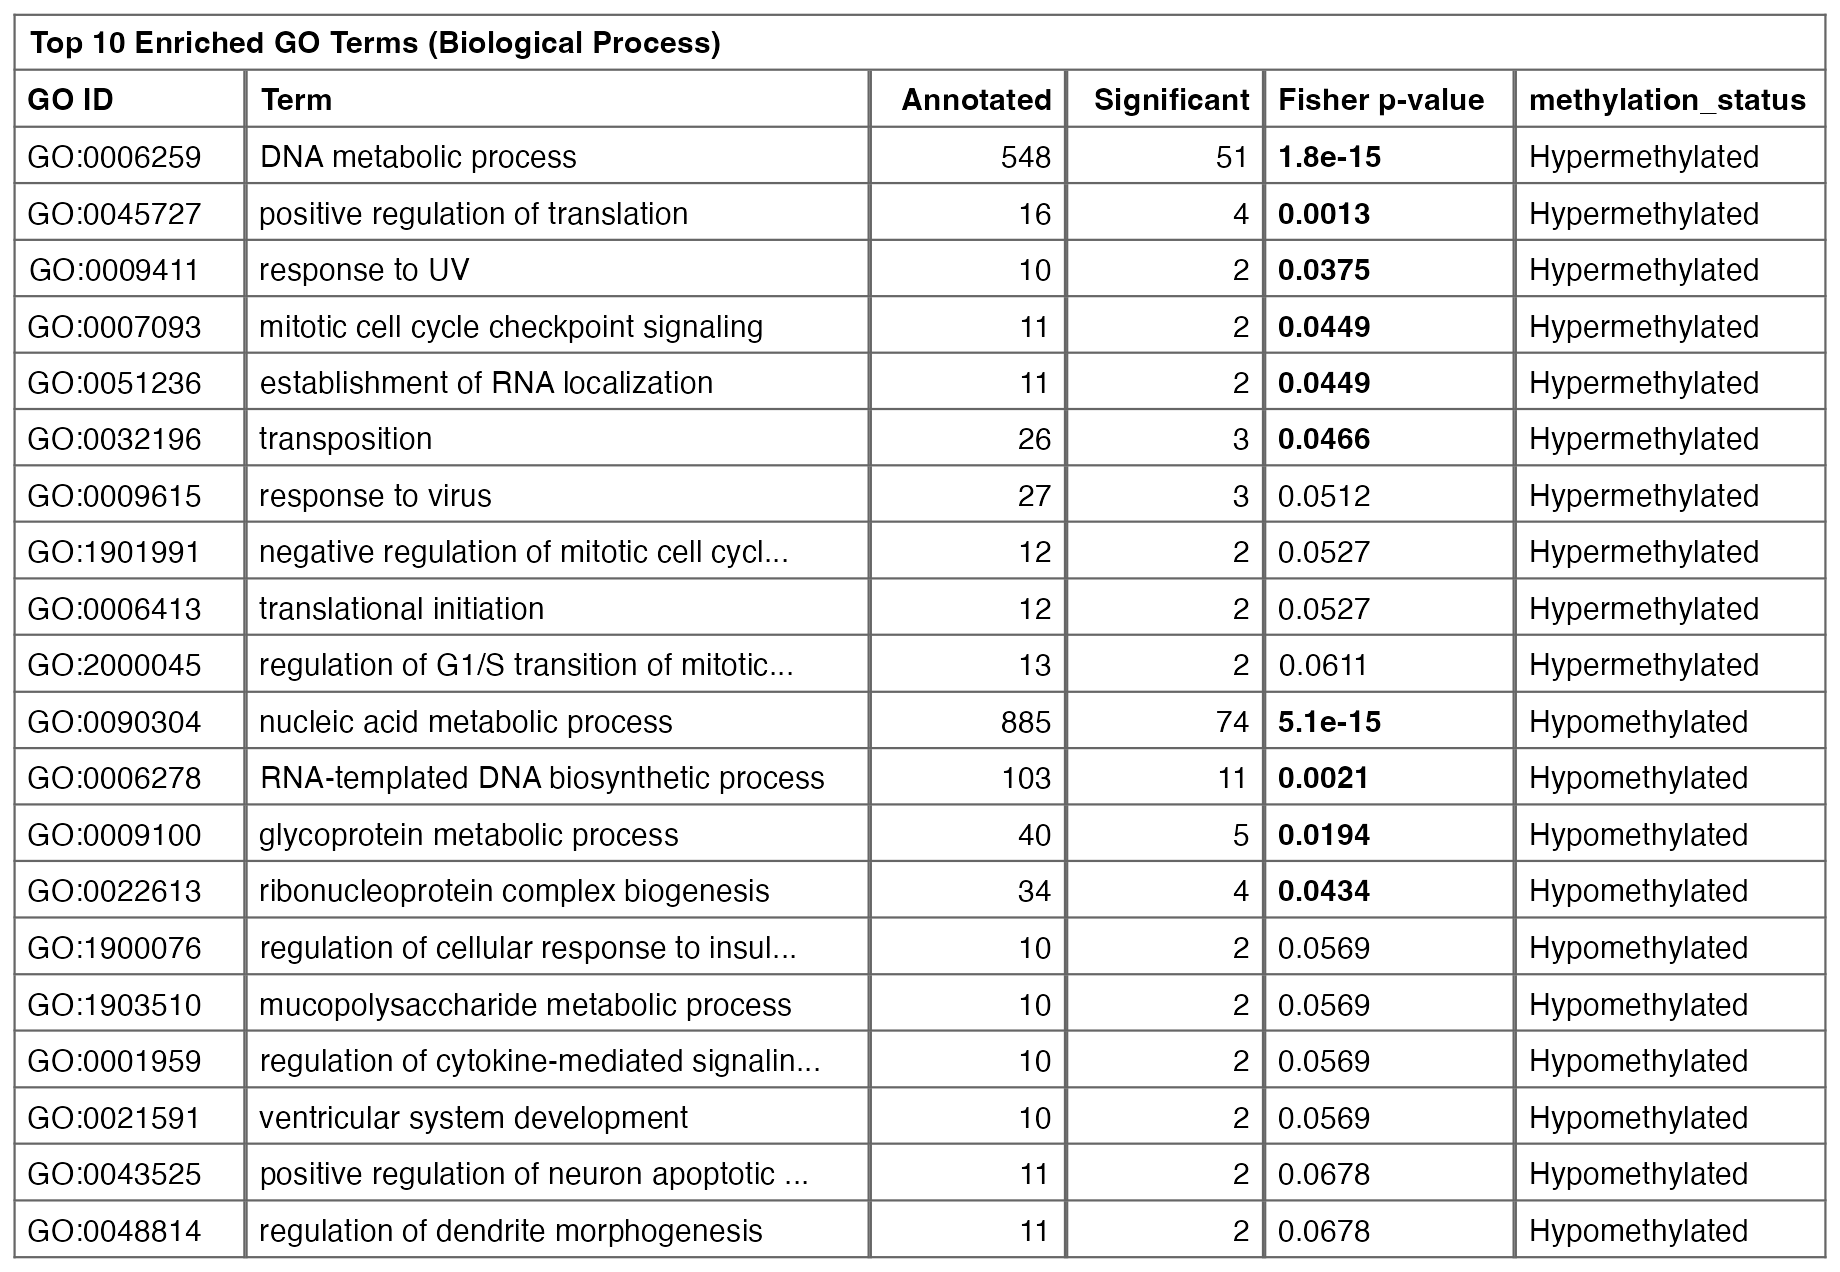 Top 10 Enriched GO Terms (Biological Process)
GO ID Term Annotated Significant Fisher p-value methylation_status
GO:0006259 DNA metabolic process 548 51 1.8e-15 Hypermethylated
GO:0045727 positive regulation of translation 16 4 0.0013 Hypermethylated
GO:0009411 response to UV 10 2 0.0375 Hypermethylated
GO:0007093 mitotic cell cycle checkpoint signaling 11 2 0.0449 Hypermethylated
GO:0051236 establishment of RNA localization 11 2 0.0449 Hypermethylated
GO:0032196 transposition 26 3 0.0466 Hypermethylated
GO:0009615 response to virus 27 3 0.0512 Hypermethylated
GO:1901991 negative regulation of mitotic cell cycl... 12 2 0.0527 Hypermethylated
GO:0006413 translational initiation 12 2 0.0527 Hypermethylated
GO:2000045 regulation of G1/S transition of mitotic... 13 2 0.0611 Hypermethylated
GO:0090304 nucleic acid metabolic process 885 74 5.1e-15 Hypomethylated
GO:0006278 RNA-templated DNA biosynthetic process 103 11 0.0021 Hypomethylated
GO:0009100 glycoprotein metabolic process 40 5 0.0194 Hypomethylated
GO:0022613 ribonucleoprotein complex biogenesis 34 4 0.0434 Hypomethylated
GO:1900076 regulation of cellular response to insul... 10 2 0.0569 Hypomethylated
GO:1903510 mucopolysaccharide metabolic process 10 2 0.0569 Hypomethylated
GO:0001959 regulation of cytokine-mediated signalin... 10 2 0.0569 Hypomethylated
GO:0021591 ventricular system development 10 2 0.0569 Hypomethylated
GO:0043525 positive regulation of neuron apoptotic ... 11 2 0.0678 Hypomethylated
GO:0048814 regulation of dendrite morphogenesis 11 2 0.0678 Hypomethylated